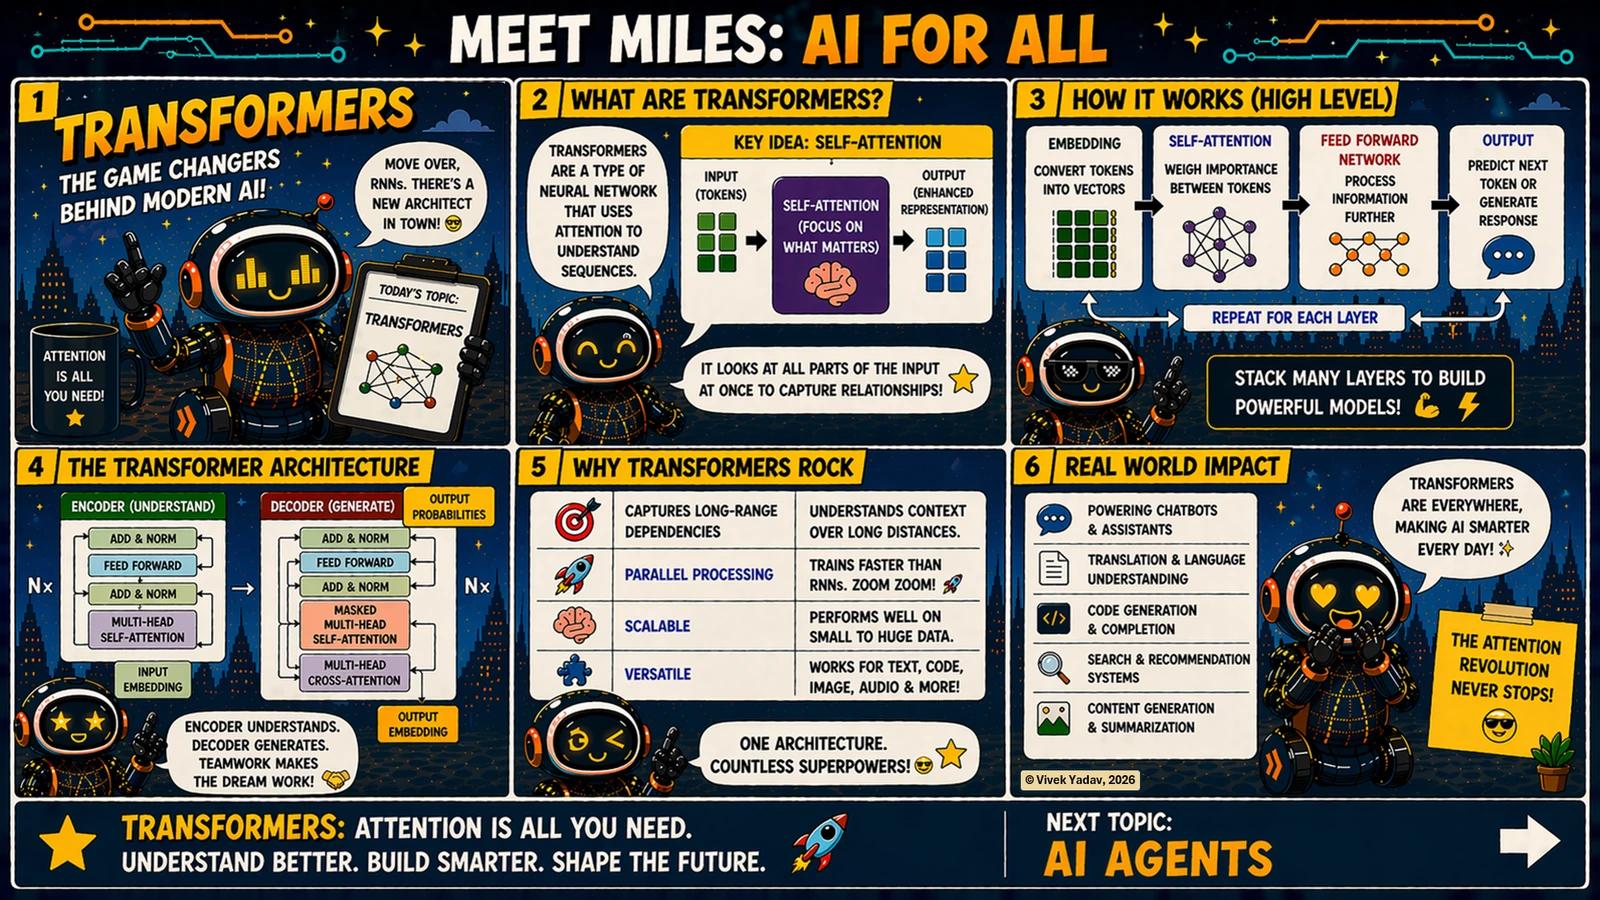 MEET MILES: AI FOR ALL
1
TRANSFORMERS
THE GAME CHANGERS
BEHIND MODERN AI!
MOVE OVER,
RNNs. THERE'S A
NEW ARCHITECT
IN TOWN! 😎
ATTENTION
IS ALL
YOU NEED!
TODAY'S TOPIC:
TRANSFORMERS
2 WHAT ARE TRANSFORMERS?
TRANSFORMERS
ARE A TYPE OF
NEURAL NETWORK
THAT USES
ATTENTION TO
UNDERSTAND
SEQUENCES.
KEY IDEA: SELF-ATTENTION
INPUT
(TOKENS)
SELF-ATTENTION
(FOCUS ON
WHAT MATTERS)
OUTPUT
(ENHANCED
REPRESENTATION)
IT LOOKS AT ALL PARTS OF THE INPUT
AT ONCE TO CAPTURE RELATIONSHIPS!
3 HOW IT WORKS (HIGH LEVEL)
EMBEDDING
CONVERT TOKENS
INTO VECTORS
SELF-ATTENTION
WEIGH IMPORTANCE
BETWEEN TOKENS
FEED FORWARD
NETWORK
PROCESS
INFORMATION
FURTHER
OUTPUT
PREDICT NEXT
TOKEN OR
GENERATE
RESPONSE
REPEAT FOR EACH LAYER
STACK MANY LAYERS TO BUILD
POWERFUL MODELS! 💪 ⚡
4 THE TRANSFORMER ARCHITECTURE
ENCODER (UNDERSTAND)
ADD & NORM
FEED FORWARD
ADD & NORM
MULTI-HEAD
SELF-ATTENTION
N×
INPUT
EMBEDDING
DECODER (GENERATE)
OUTPUT
PROBABILITIES
ADD & NORM
FEED FORWARD
ADD & NORM
MASKED
MULTI-HEAD
SELF-ATTENTION
MULTI-HEAD
CROSS-ATTENTION
N×
OUTPUT
EMBEDDING
ENCODER UNDERSTANDS.
DECODER GENERATES.
TEAMWORK MAKES
THE DREAM WORK! 🤝
5 WHY TRANSFORMERS ROCK
CAPTURES LONG-RANGE
DEPENDENCIES
UNDERSTANDS CONTEXT
OVER LONG DISTANCES.
PARALLEL PROCESSING
TRAINS FASTER THAN
RNNs. ZOOM ZOOM! 🚀
SCALABLE
PERFORMS WELL ON
SMALL TO HUGE DATA.
VERSATILE
WORKS FOR TEXT, CODE,
IMAGE, AUDIO & MORE!
ONE ARCHITECTURE.
COUNTLESS SUPERPOWERS! 😎
6 REAL WORLD IMPACT
POWERING CHATBOTS
& ASSISTANTS
TRANSLATION & LANGUAGE
UNDERSTANDING
CODE GENERATION
& COMPLETION
SEARCH & RECOMMENDATION
SYSTEMS
CONTENT GENERATION
& SUMMARIZATION
TRANSFORMERS
ARE EVERYWHERE,
MAKING AI SMARTER
EVERY DAY! ✨
THE ATTENTION
REVOLUTION
NEVER STOPS!
© Vivek Yadav, 2026
TRANSFORMERS: ATTENTION IS ALL YOU NEED.
UNDERSTAND BETTER. BUILD SMARTER. SHAPE THE FUTURE.
NEXT TOPIC:
AI AGENTS